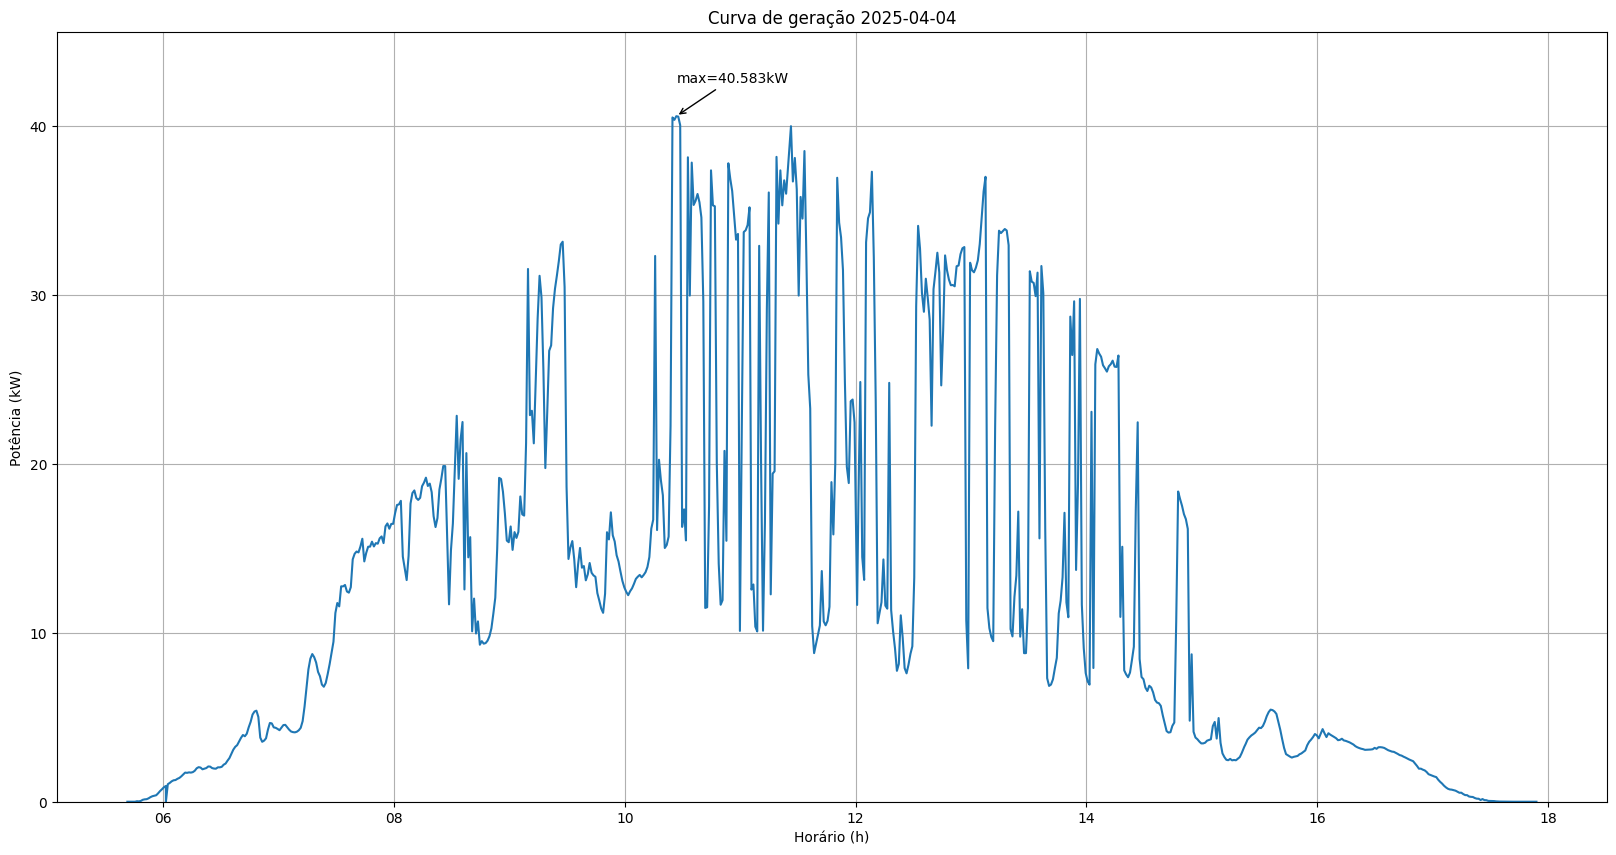 Curva de geração 2025-04-04
max=40.583kW
40
30
20
10
0
Potência (kW)
06 08 10 12 14 16 18
Horário (h)